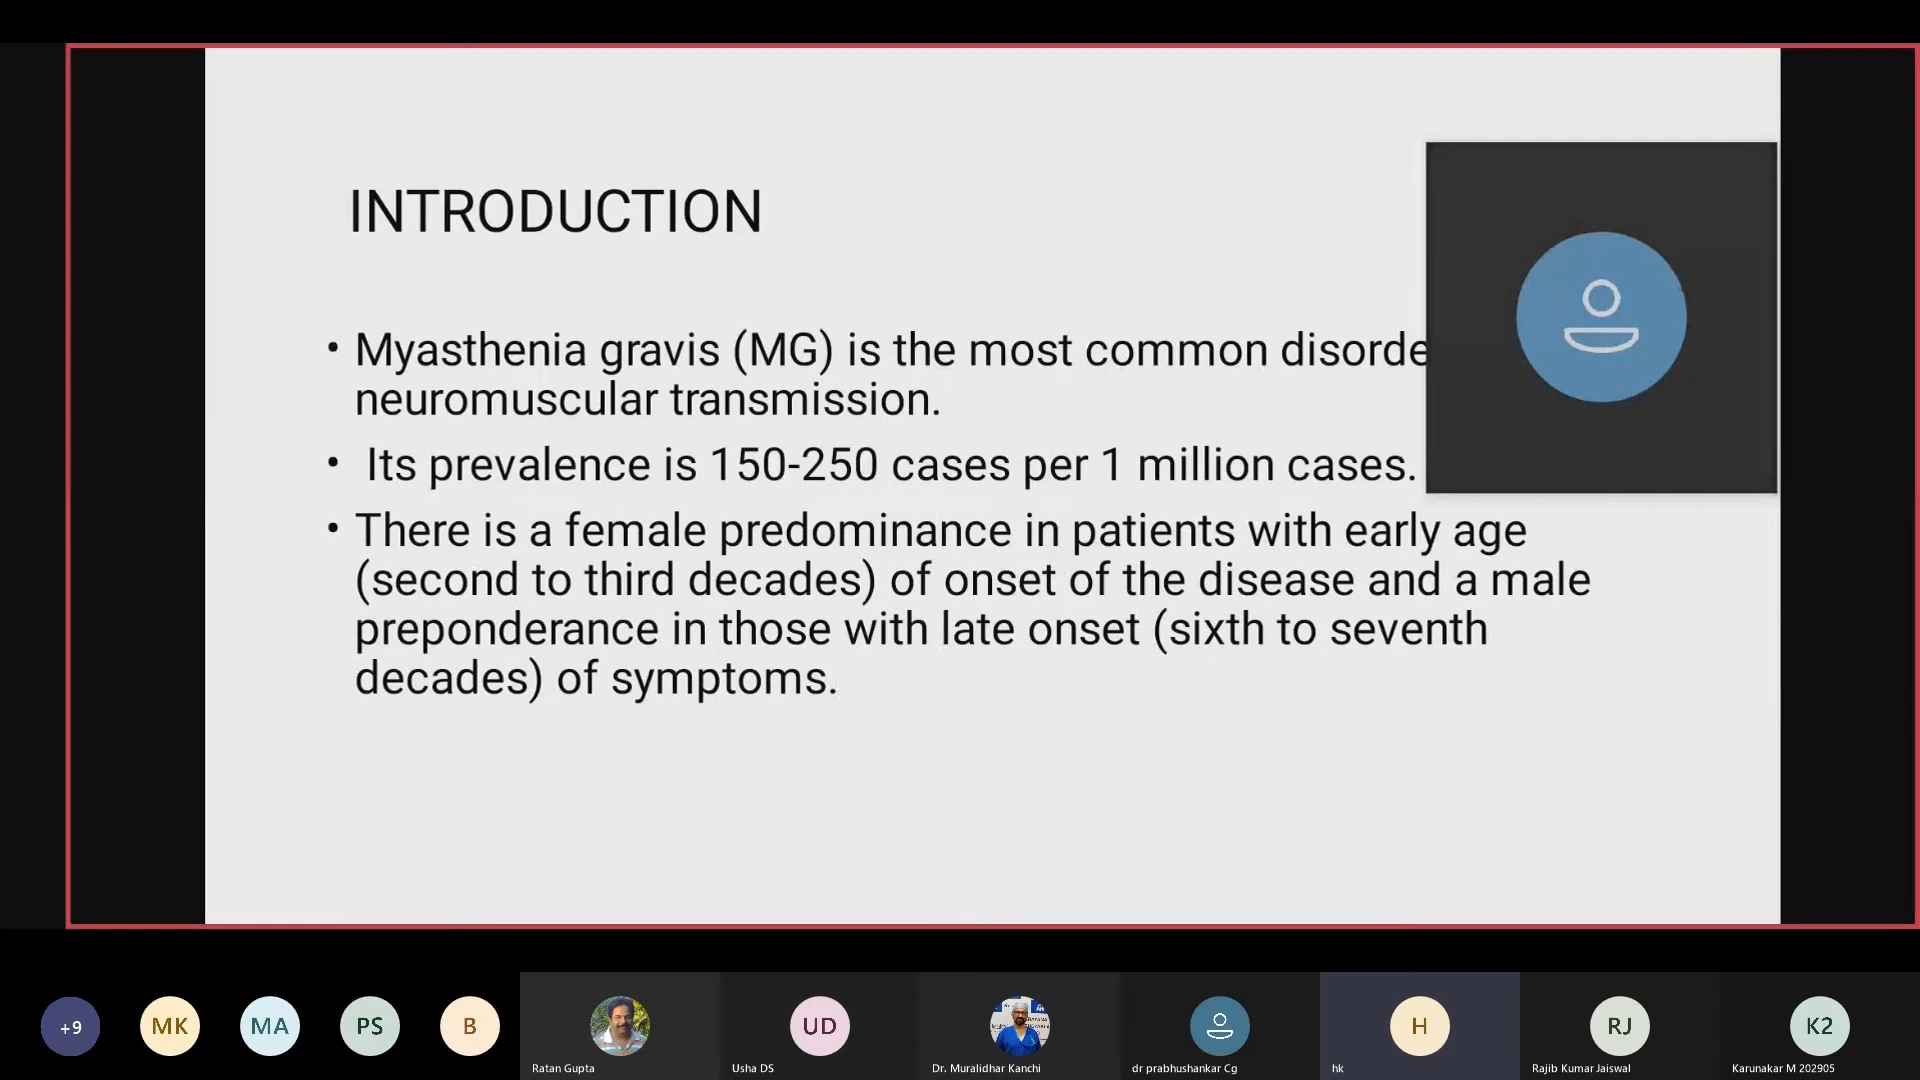 INTRODUCTION
• Myasthenia gravis (MG) is the most common disorde
neuromuscular transmission.
• Its prevalence is 150-250 cases per 1 million cases.
• There is a female predominance in patients with early age
(second to third decades) of onset of the disease and a male
preponderance in those with late onset (sixth to seventh
decades) of symptoms.
+9
MK
MA
PS
B
UD
H
RJ
K2
Ratan Gupta
Usha DS
Dr. Muralidhar Kanchi
dr prabhushankar Cg
hk
Rajib Kumar Jaiswal
Karunakar M 202905